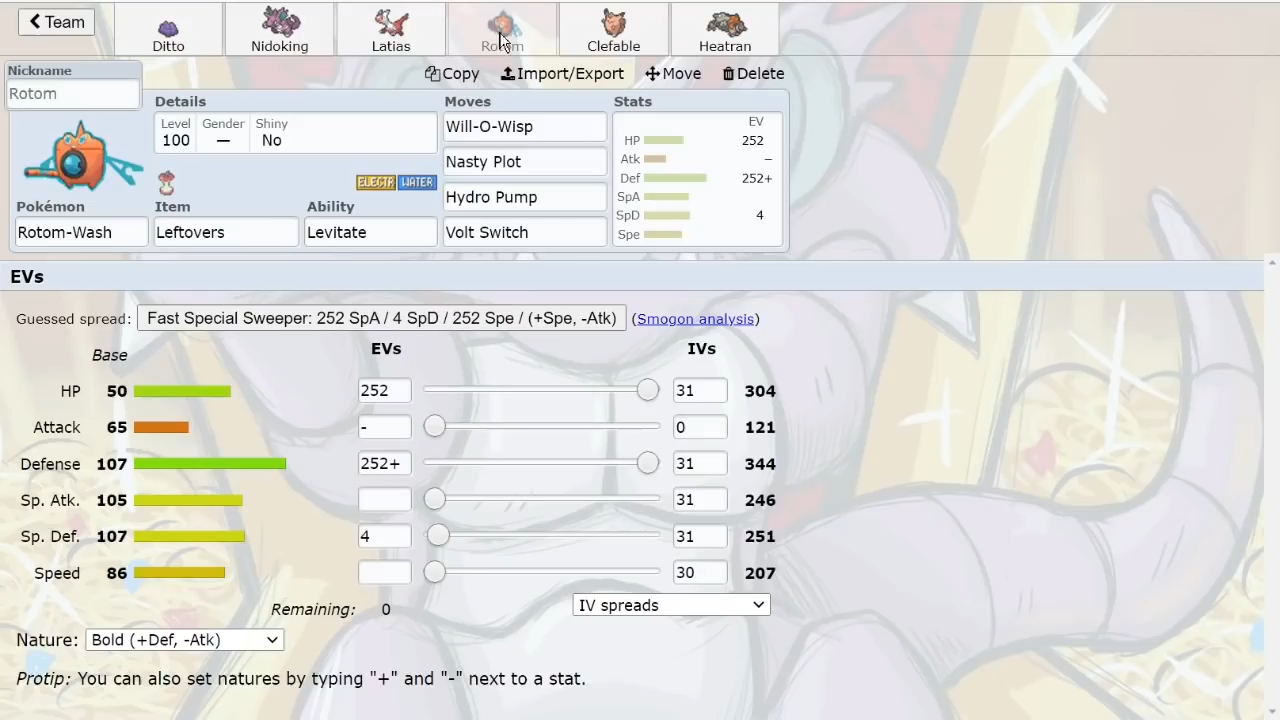 Team
Ditto Nidoking Latias Rotom Clefable Heatran
Copy Import/Export Move Delete
Nickname
Rotom
Details
Level Gender Shiny
100 — No
ELECTR WATER
Pokémon Item Ability
Rotom-Wash Leftovers Levitate
Moves
Will-O-Wisp
Nasty Plot
Hydro Pump
Volt Switch
Stats
EV
HP 252
Atk –
Def 252+
SpA
SpD 4
Spe
EVs
Guessed spread: Fast Special Sweeper: 252 SpA / 4 SpD / 252 Spe / (+Spe, -Atk) (Smogon analysis)
Base EVs IVs
HP 50 252 31 304
Attack 65 - 0 121
Defense 107 252+ 31 344
Sp. Atk. 105 31 246
Sp. Def. 107 4 31 251
Speed 86 30 207
Remaining: 0 IV spreads
Nature: Bold (+Def, -Atk)
Protip: You can also set natures by typing "+" and "-" next to a stat.